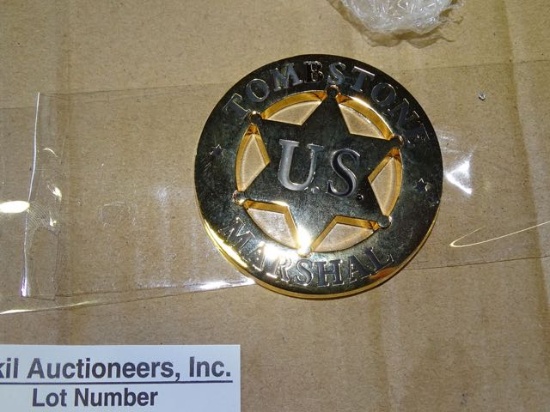 TOMBSTONE
U.S.
MARSHAL
kil Auctioneers, Inc.
Lot Number